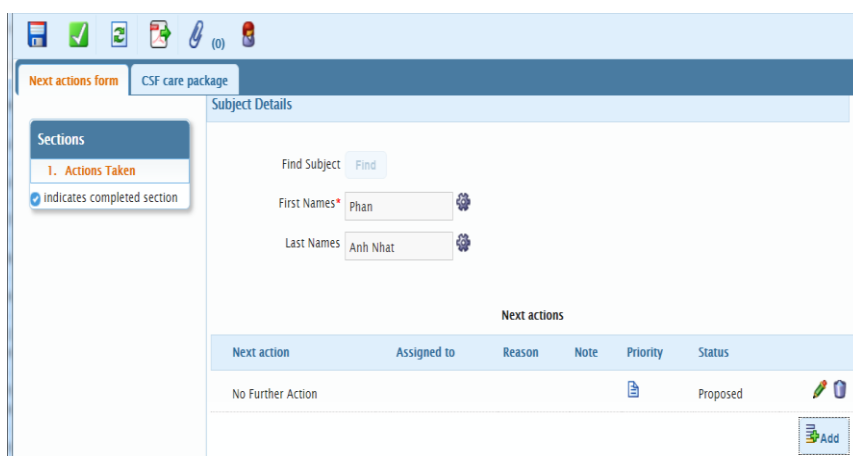 (0)
Next actions form CSF care package
Subject Details
Sections
1. Actions Taken
indicates completed section
Find Subject Find
First Names* Phan
Last Names Anh Nhat
Next actions
Next action Assigned to Reason Note Priority Status
No Further Action Proposed
Add